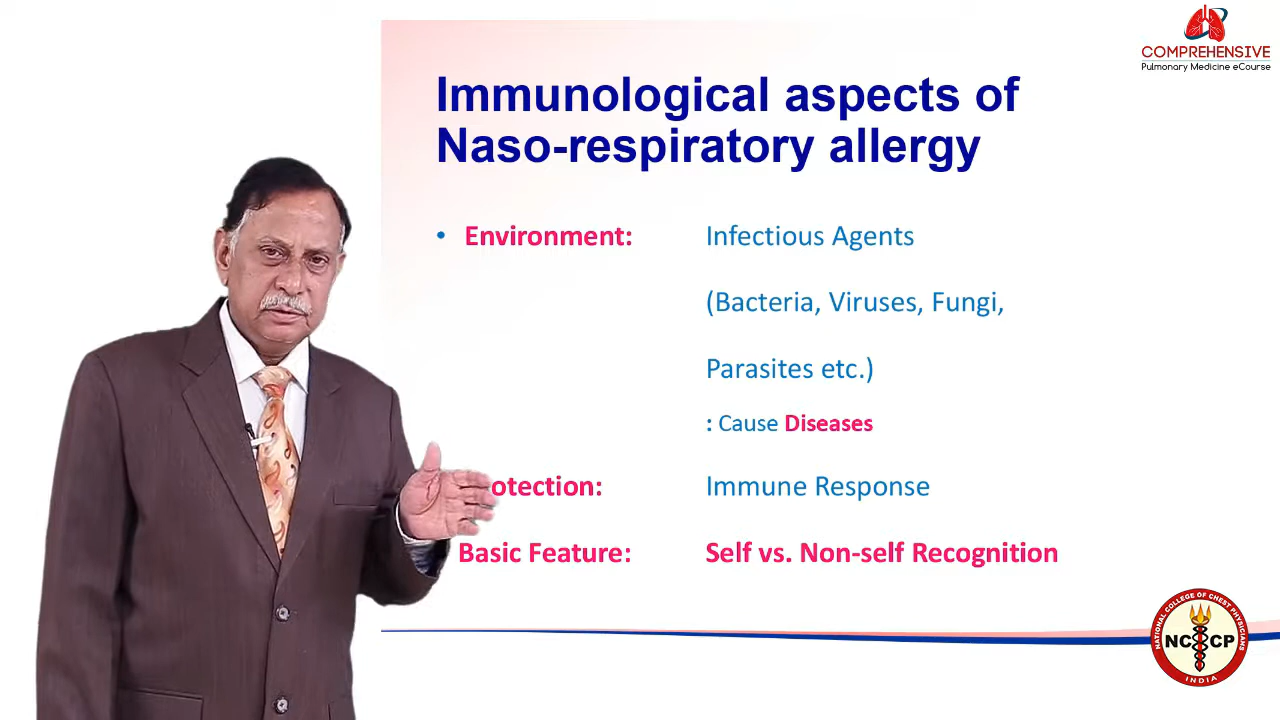 COMPREHENSIVE
Pulmonary Medicine eCourse
Immunological aspects of
Naso-respiratory allergy
• Environment: Infectious Agents
(Bacteria, Viruses, Fungi,
Parasites etc.)
: Cause Diseases
otection: Immune Response
Basic Feature: Self vs. Non-self Recognition
NATIONAL COLLEGE OF CHEST PHYSICIANS
NCCP
INDIA